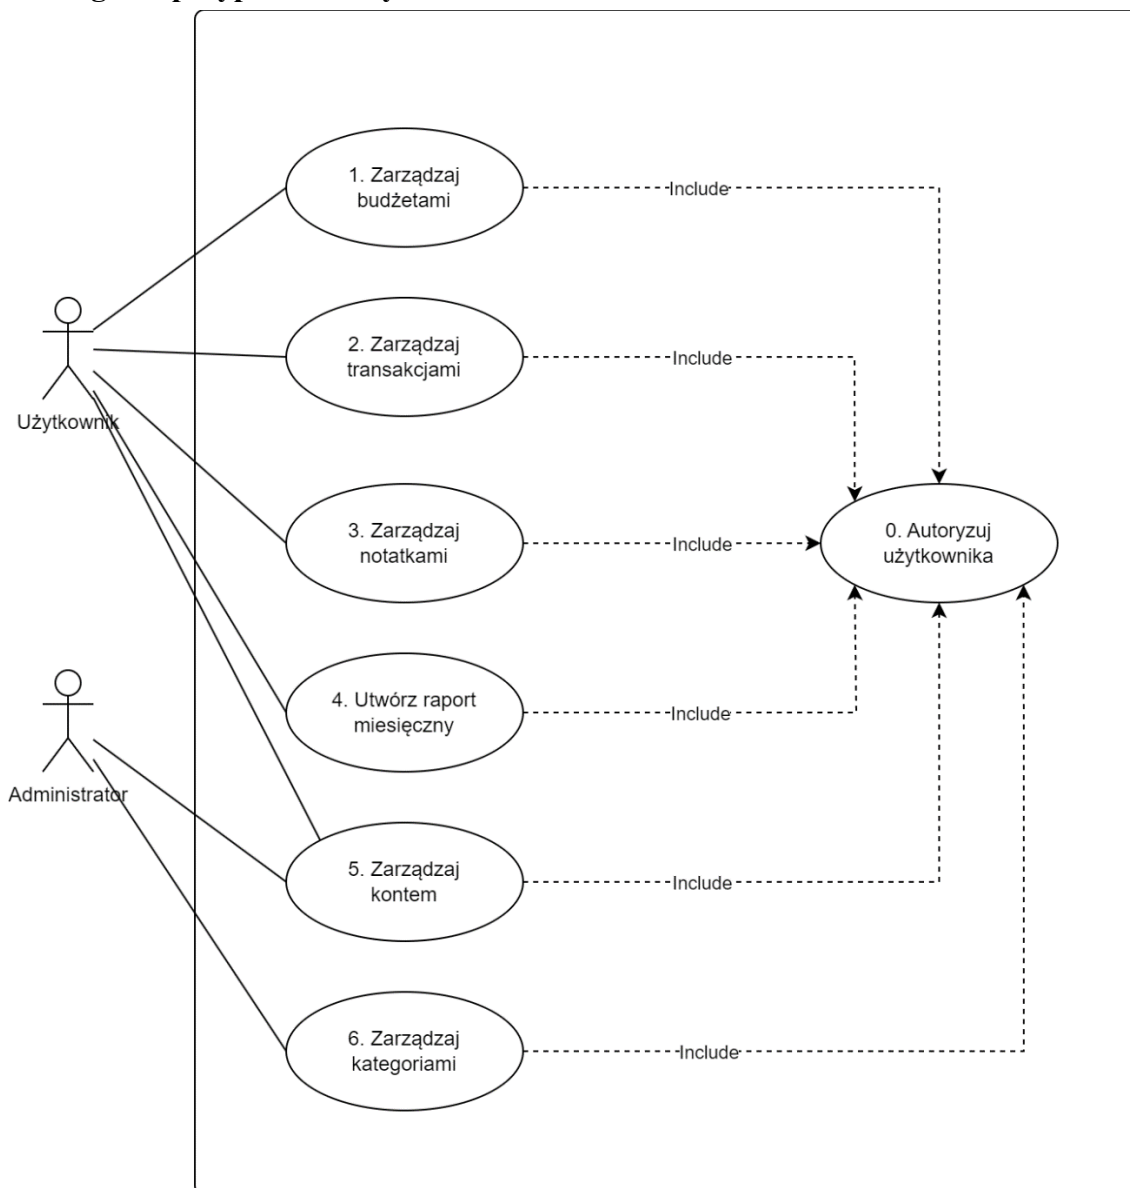 1. Zarządzaj
budżetami
Include
2. Zarządzaj
transakcjami
Include
Użytkownik
3. Zarządzaj
notatkami
Include
0. Autoryzuj
użytkownika
4. Utwórz raport
miesięczny
Include
Administrator
5. Zarządzaj
kontem
Include
6. Zarządzaj
kategoriami
Include